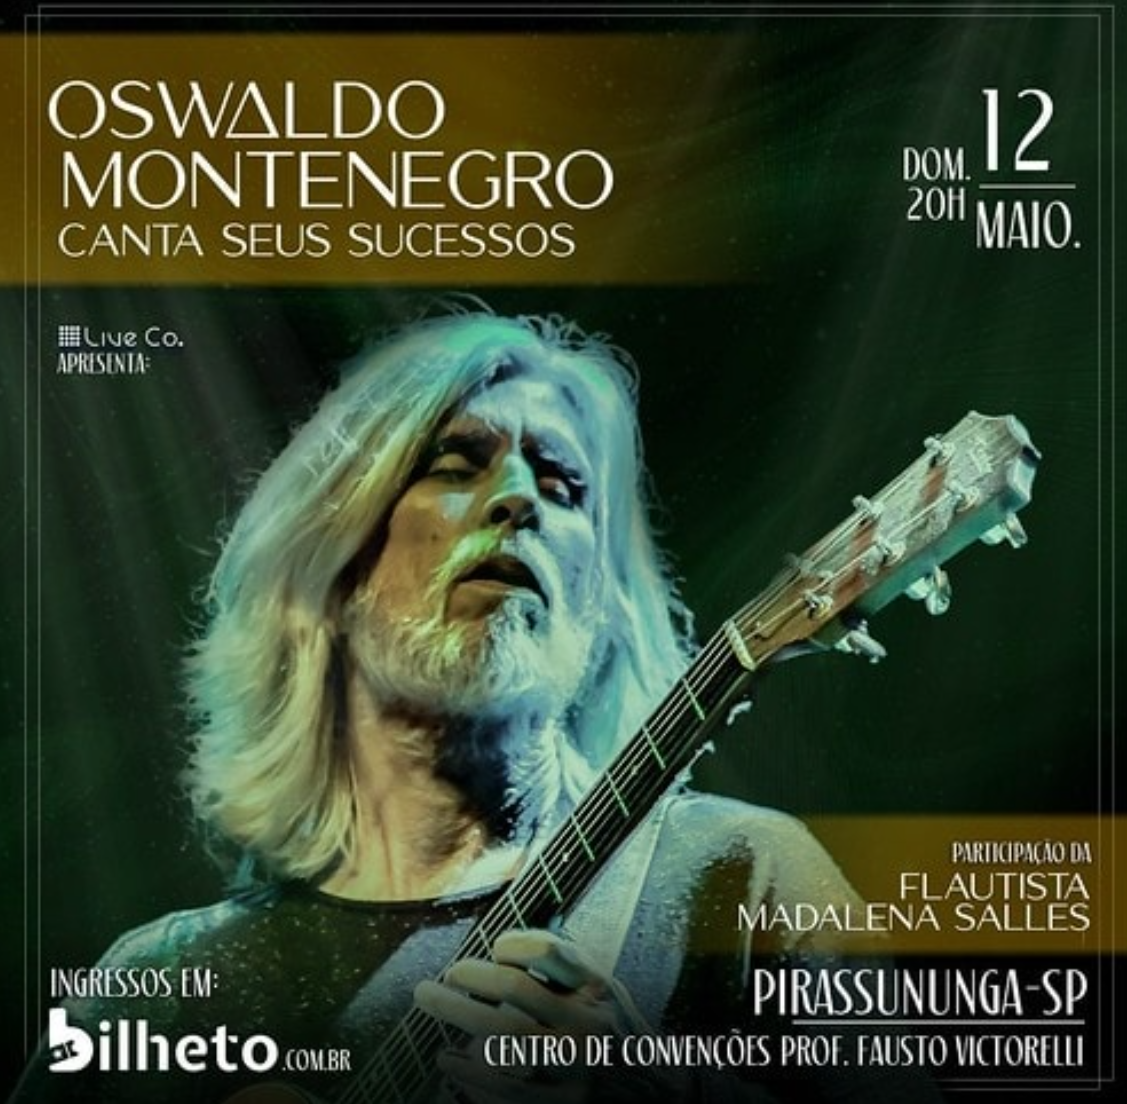 OSWALDO
MONTENEGRO
CANTA SEUS SUCESSOS
DOM. 12
20H MAIO.
Live Co.
APRESENTA:
PARTICIPAÇÃO DA
FLAUTISTA
MADALENA SALLES
INGRESSOS EM:
bilheto.COM.BR
PIRASSUNUNGA-SP
CENTRO DE CONVENÇÕES PROF. FAUSTO VICTORELLI